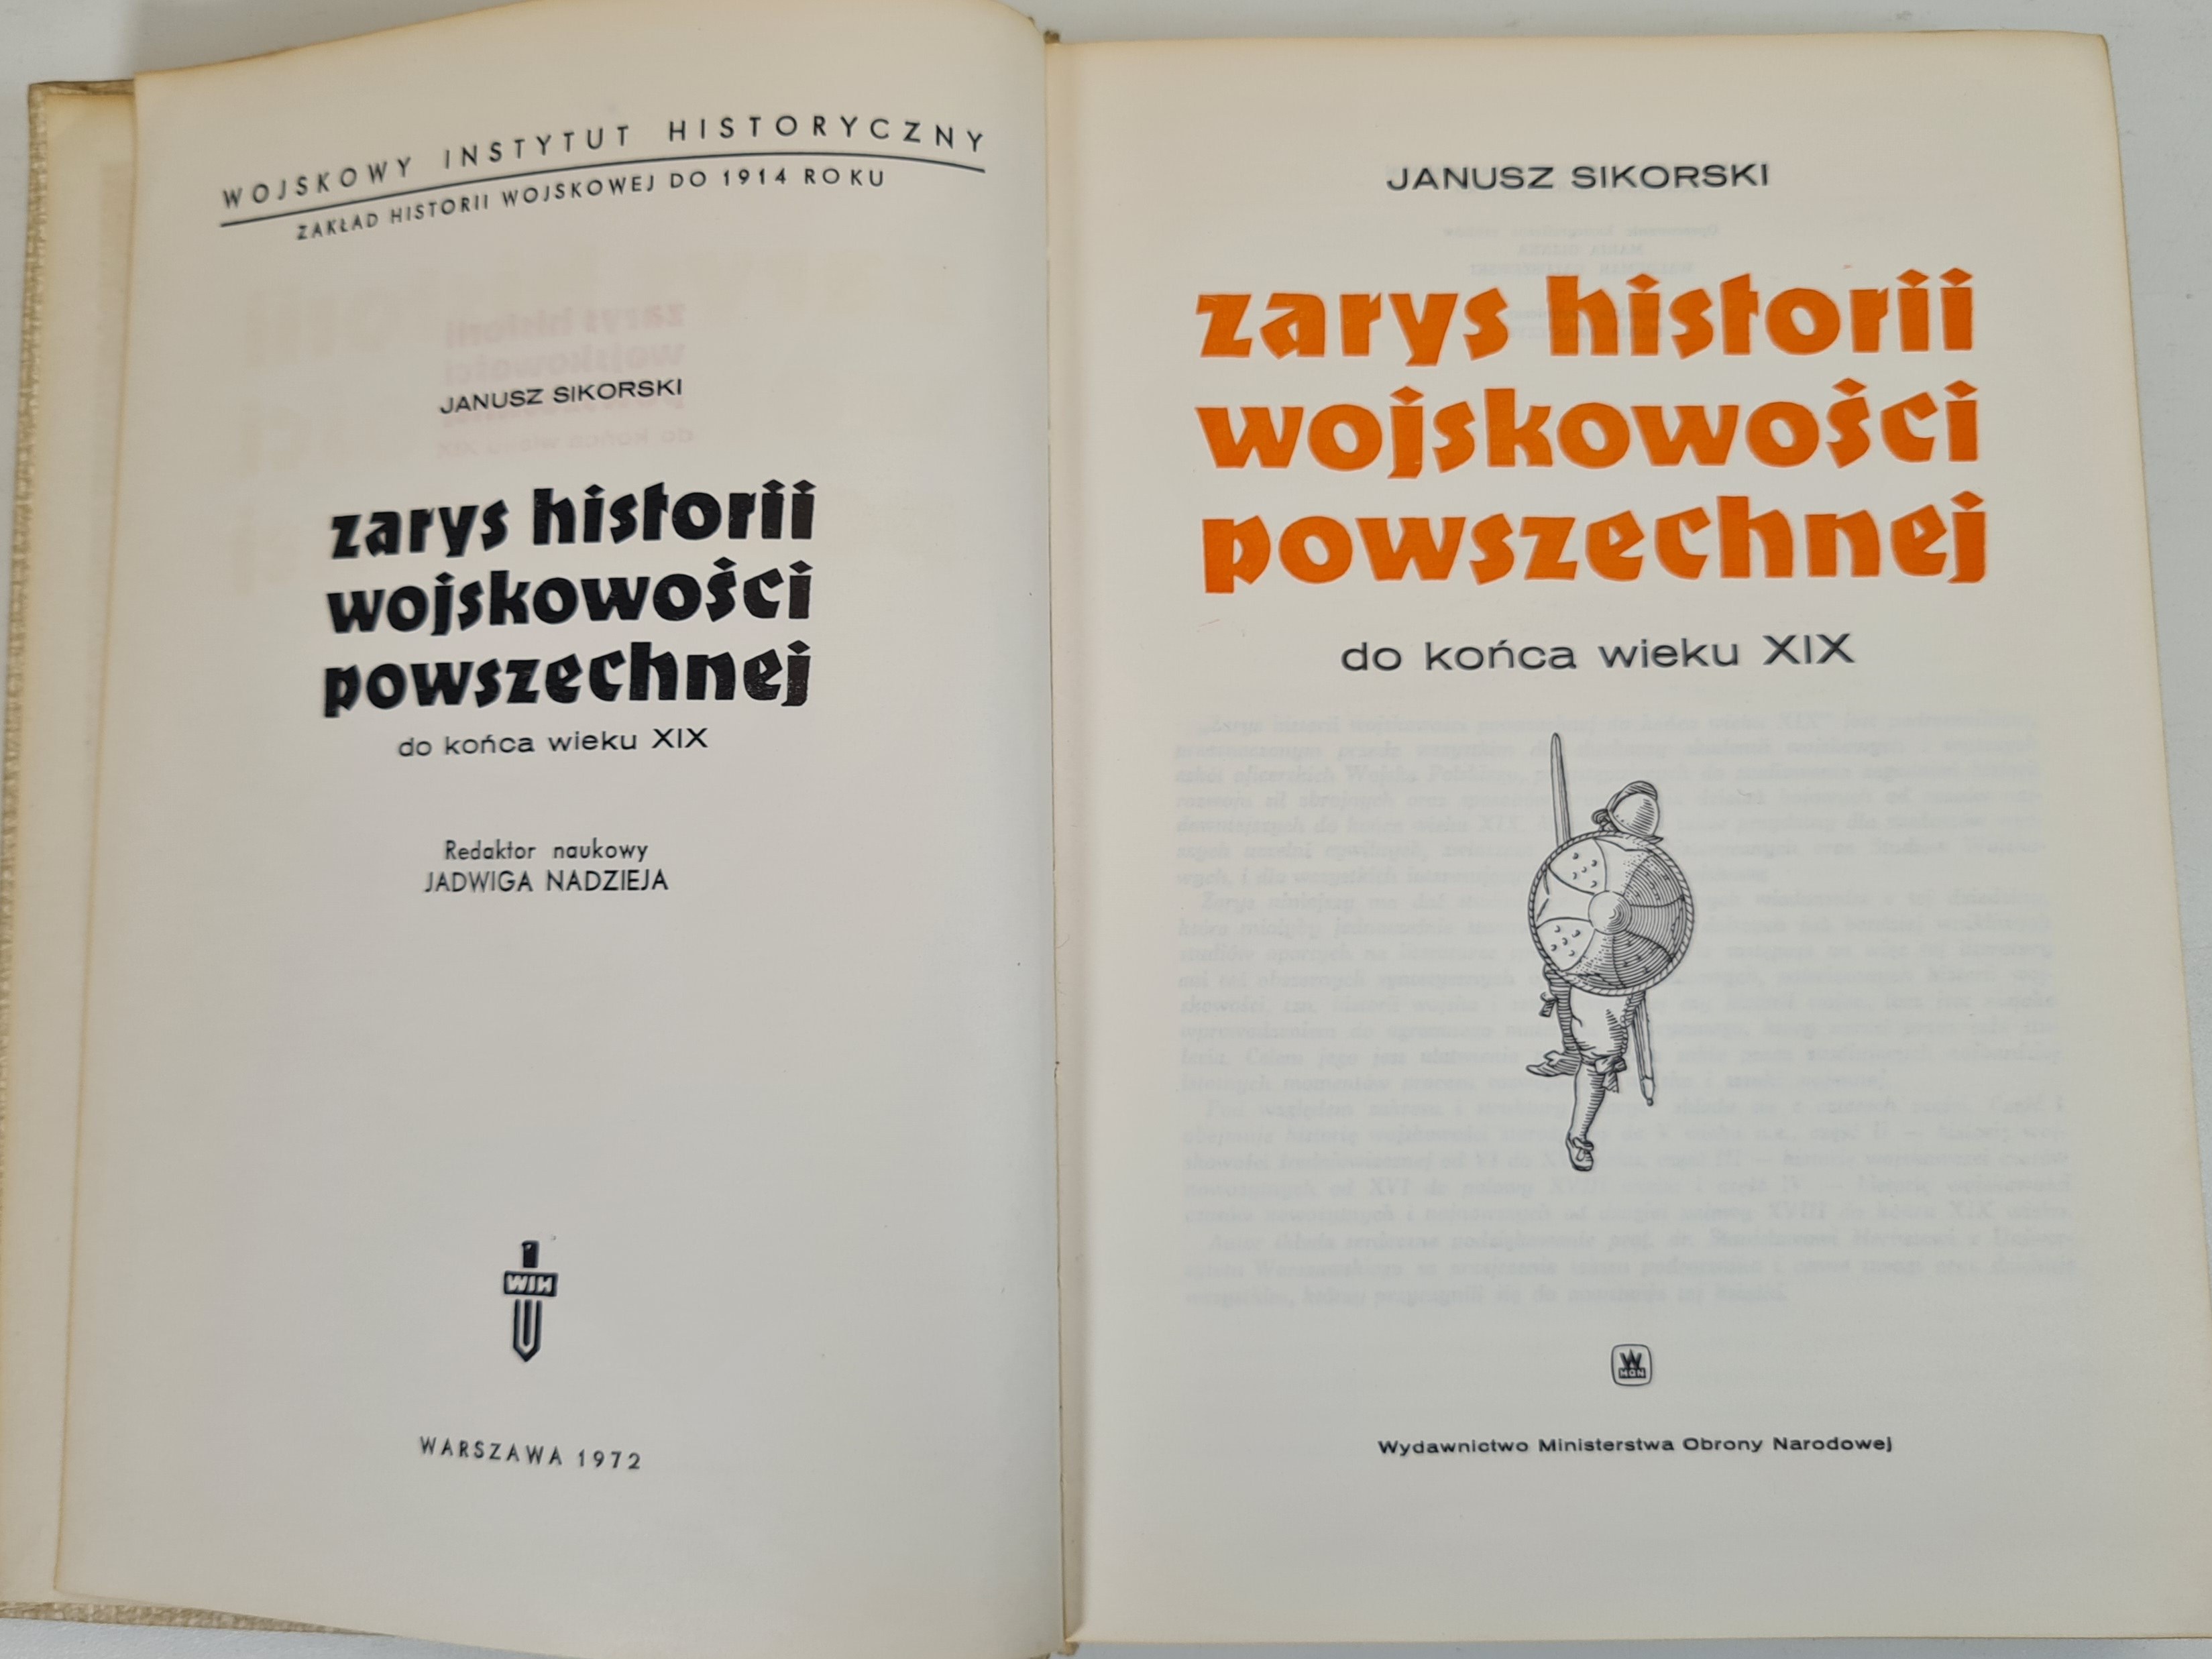 WOJSKOWY INSTYTUT HISTORYCZNY
ZAKŁAD HISTORII WOJSKOWEJ DO 1914 ROKU
JANUSZ SIKORSKI
zarys historii
wojskowości
powszechnej
do końca wieku XIX
Redaktor naukowy
JADWIGA NADZIEJA
WIH
WARSZAWA 1972
JANUSZ SIKORSKI
zarys historii
wojskowości
powszechnej
do końca wieku XIX
W
MON
Wydawnictwo Ministerstwa Obrony Narodowej